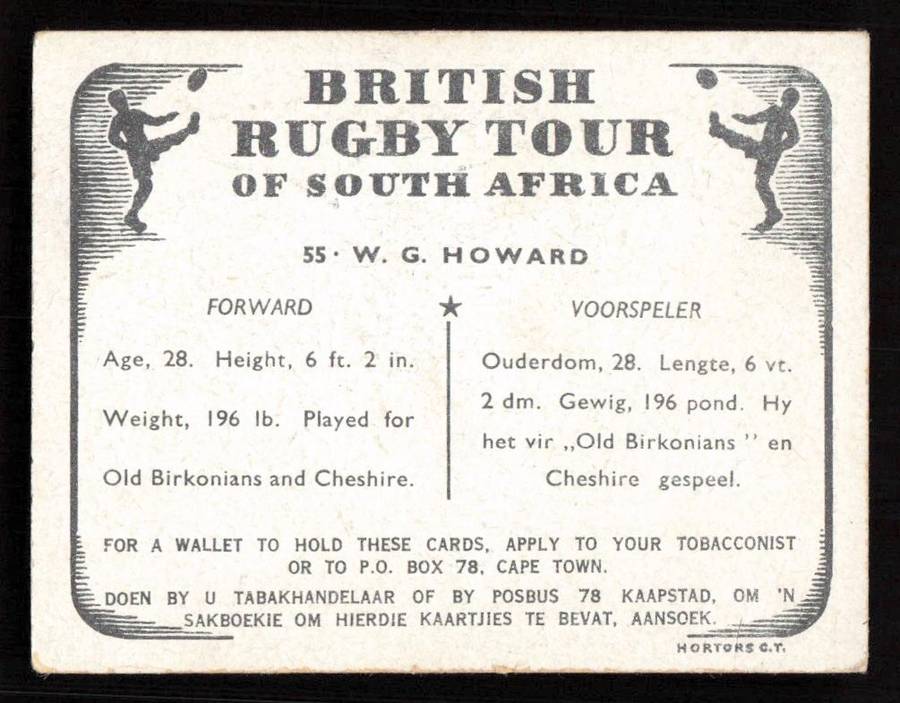 BRITISH
RUGBY TOUR
OF SOUTH AFRICA
55 · W. G. HOWARD
FORWARD
Age, 28. Height, 6 ft. 2 in.
Weight, 196 lb. Played for
Old Birkonians and Cheshire.
VOORSPELER
Ouderdom, 28. Lengte, 6 vt.
2 dm. Gewig, 196 pond. Hy
het vir ,,Old Birkonians ’’ en
Cheshire gespeel.
FOR A WALLET TO HOLD THESE CARDS, APPLY TO YOUR TOBACCONIST
OR TO P.O. BOX 78, CAPE TOWN.
DOEN BY U TABAKHANDELAAR OF BY POSBUS 78 KAAPSTAD, OM 'N
SAKBOEKIE OM HIERDIE KAARTJIES TE BEVAT, AANSOEK.
HORTORS C.T.